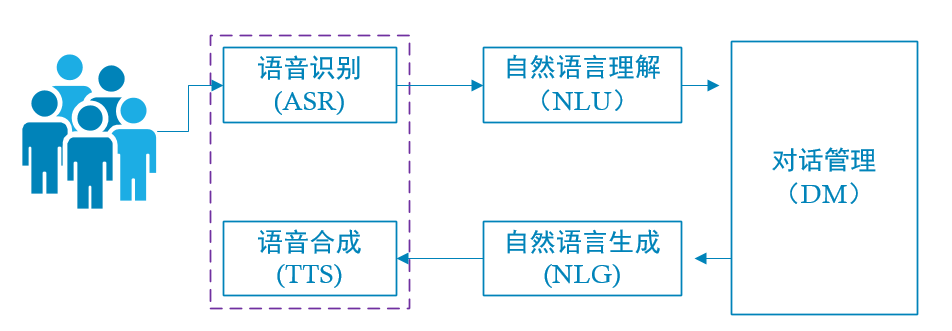 语音识别
(ASR)
自然语言理解
（NLU）
对话管理
（DM）
语音合成
(TTS)
自然语言生成
(NLG)